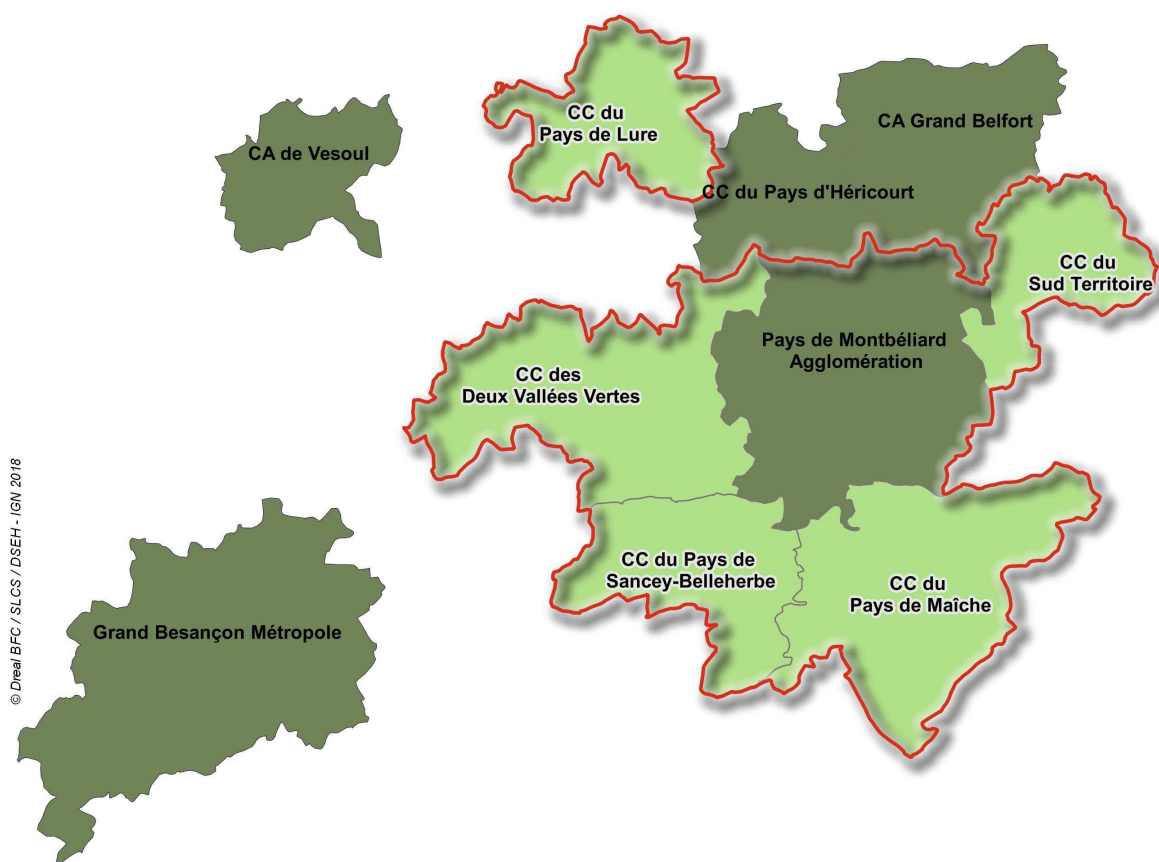 CC du
Pays de Lure
CA Grand Belfort
CA de Vesoul
CC du Pays d'Héricourt
CC du
Sud Territoire
Pays de Montbéliard
Agglomération
CC des
Deux Vallées Vertes
CC du Pays de
Sancey-Belleherbe
CC du
Pays de Maîche
Grand Besançon Métropole
© Dreal BFC / SLCS / DSEH - IGN 2018